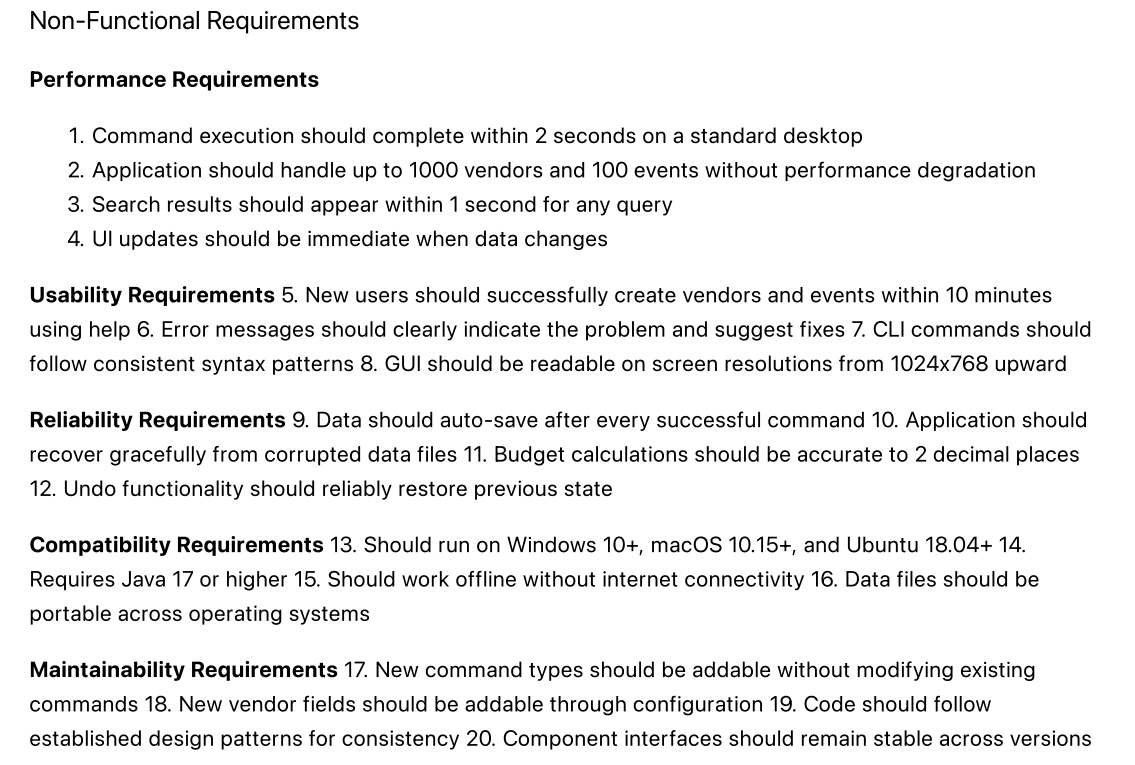 Non-Functional Requirements
Performance Requirements
1. Command execution should complete within 2 seconds on a standard desktop
2. Application should handle up to 1000 vendors and 100 events without performance degradation
3. Search results should appear within 1 second for any query
4. UI updates should be immediate when data changes
Usability Requirements 5. New users should successfully create vendors and events within 10 minutes
using help 6. Error messages should clearly indicate the problem and suggest fixes 7. CLI commands should
follow consistent syntax patterns 8. GUI should be readable on screen resolutions from 1024x768 upward
Reliability Requirements 9. Data should auto-save after every successful command 10. Application should
recover gracefully from corrupted data files 11. Budget calculations should be accurate to 2 decimal places
12. Undo functionality should reliably restore previous state
Compatibility Requirements 13. Should run on Windows 10+, macOS 10.15+, and Ubuntu 18.04+ 14.
Requires Java 17 or higher 15. Should work offline without internet connectivity 16. Data files should be
portable across operating systems
Maintainability Requirements 17. New command types should be addable without modifying existing
commands 18. New vendor fields should be addable through configuration 19. Code should follow
established design patterns for consistency 20. Component interfaces should remain stable across versions